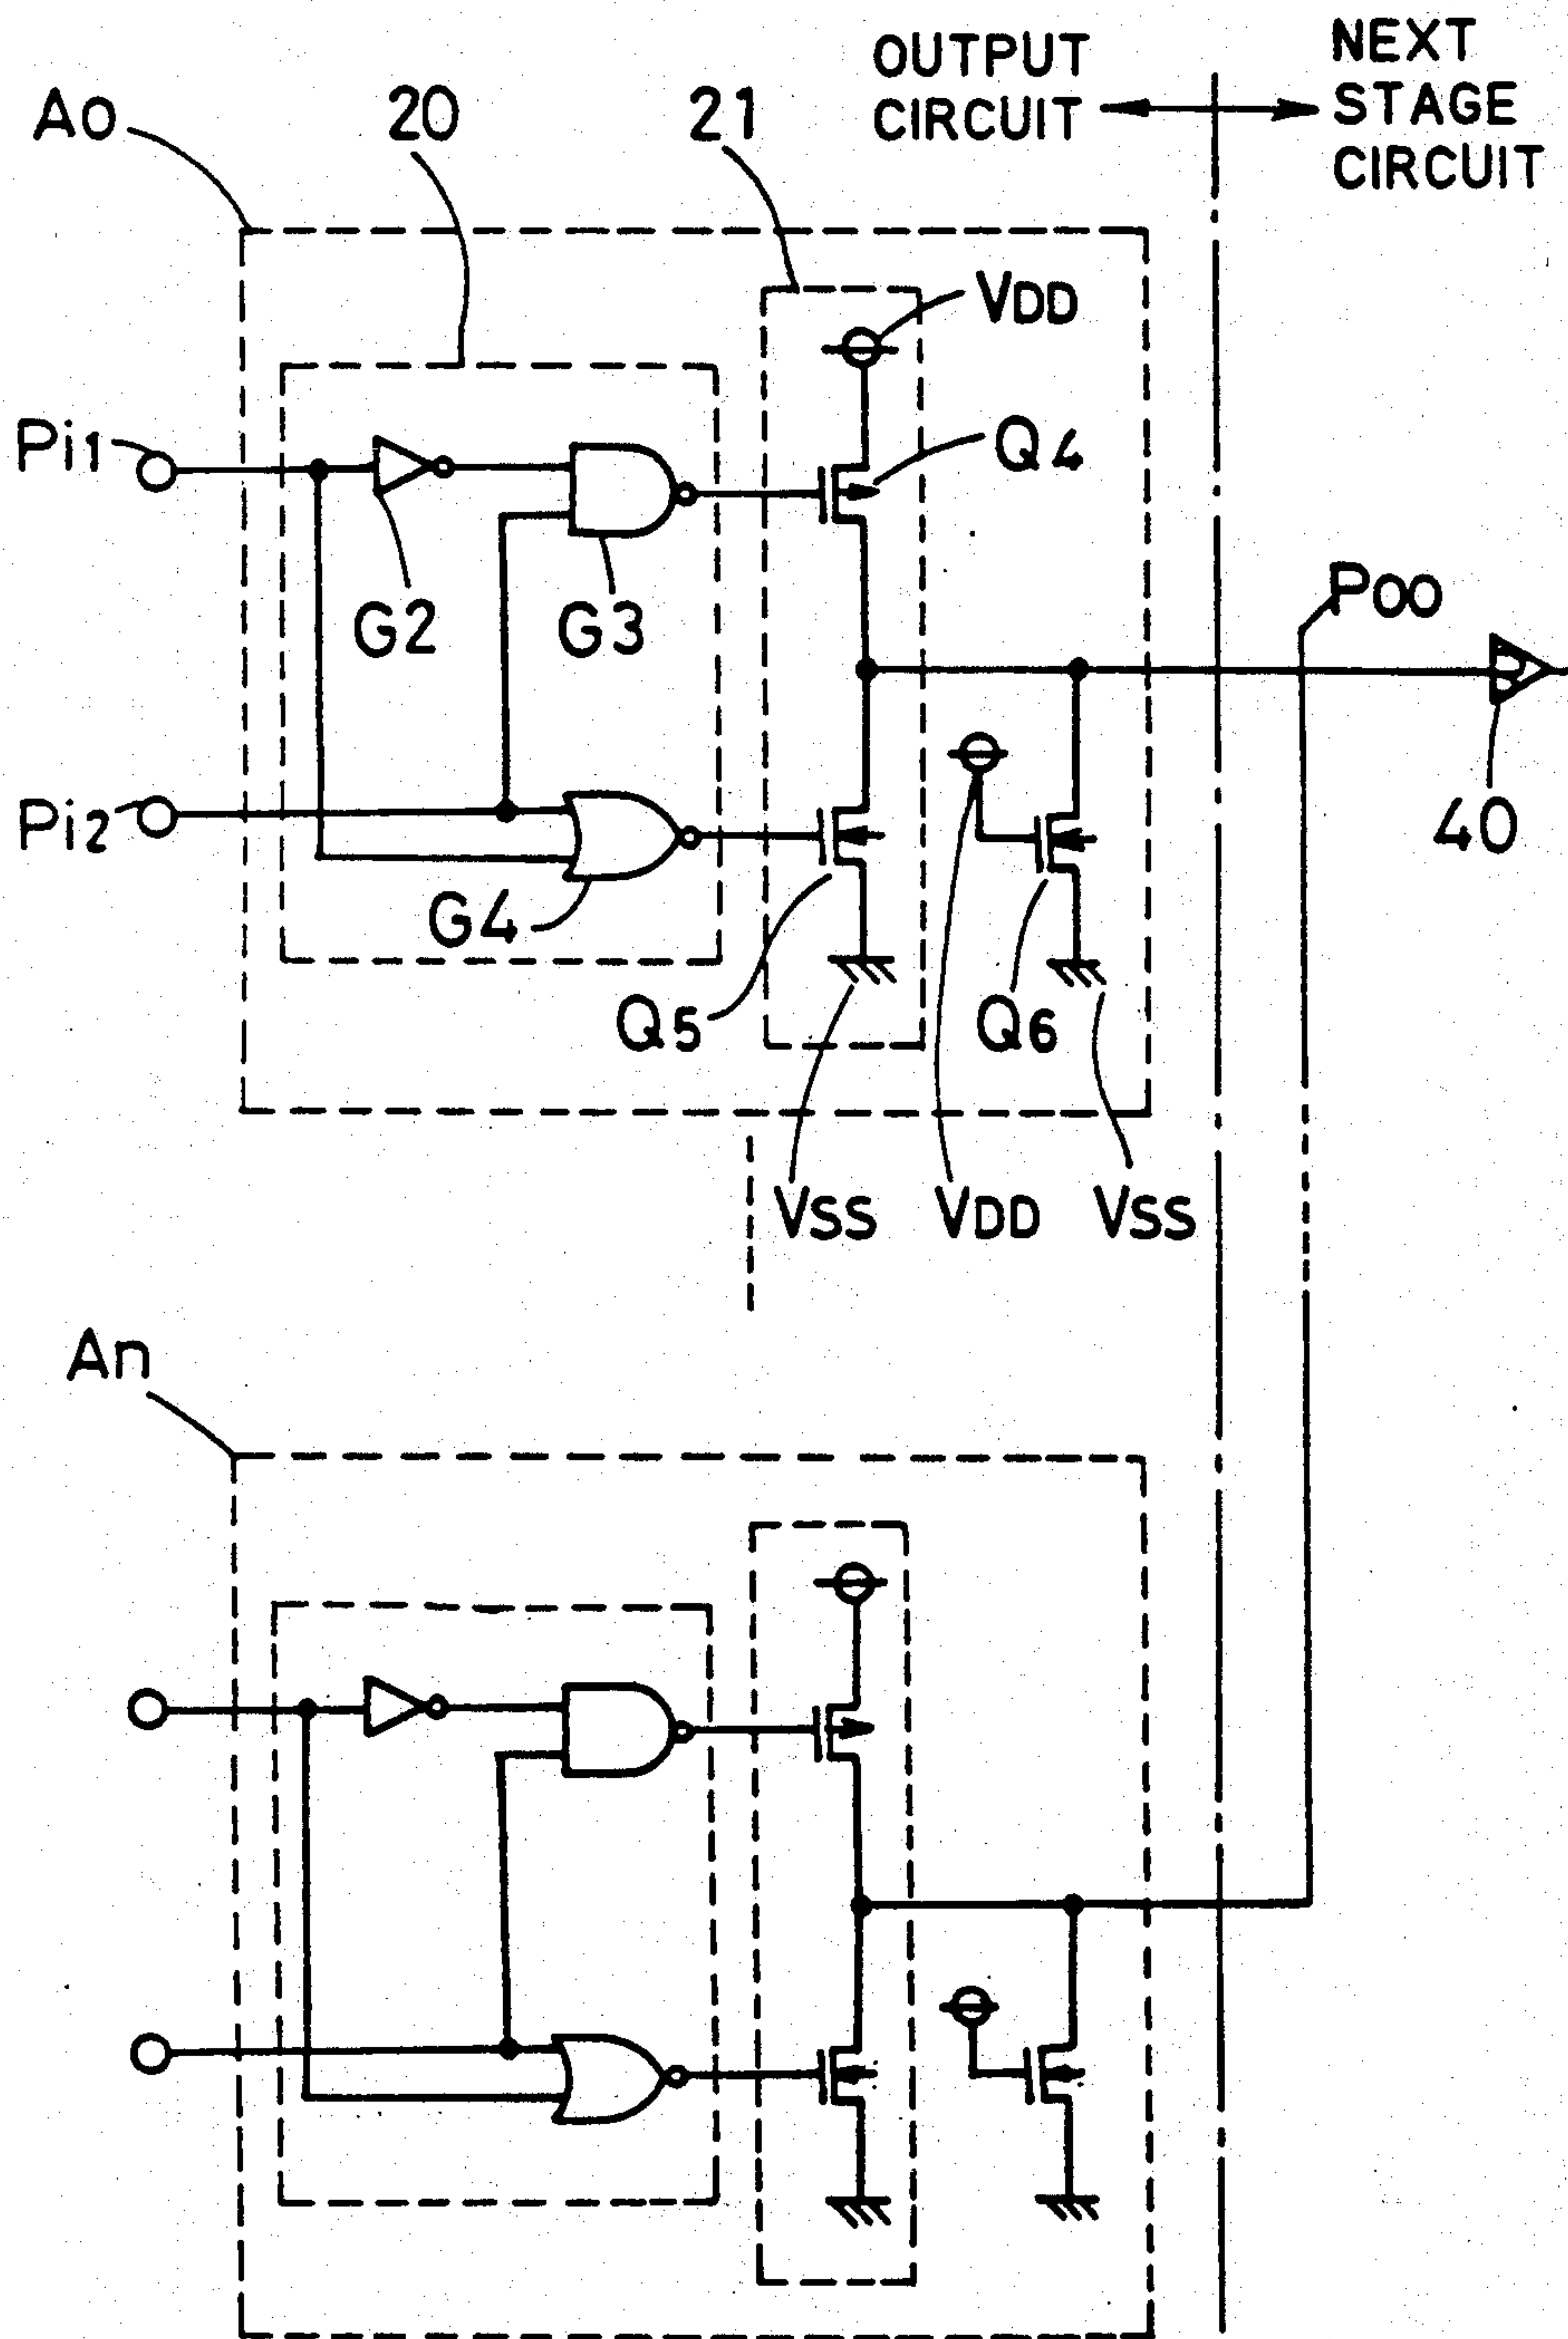 OUTPUT
CIRCUIT
NEXT
STAGE
CIRCUIT
Ao
20
21
VDD
Pi1
Q4
G2
G3
Poo
Pi2
40
G4
Q5
Q6
VSS
VDD
VSS
An